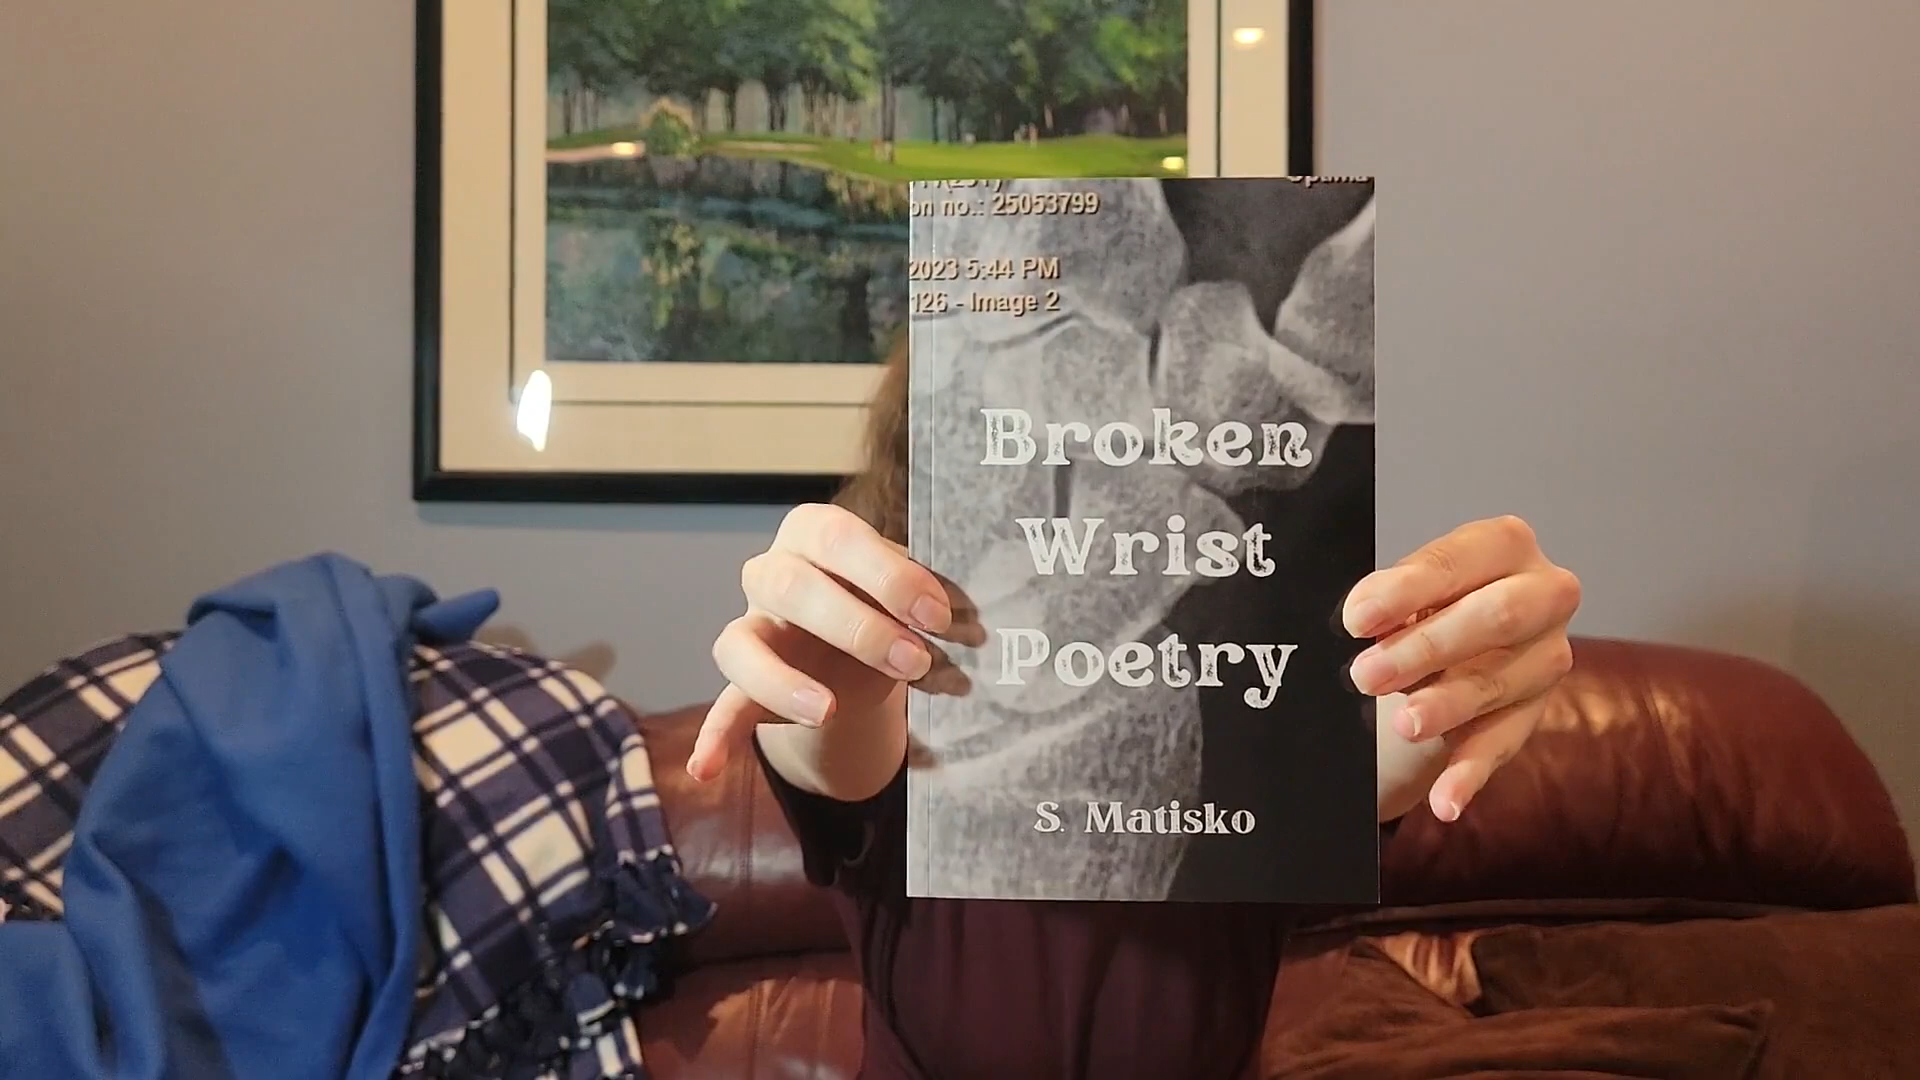 on no.: 25053799
2023 5:44 PM
126 - Image 2
Broken
Wrist
Poetry
S. Matisko